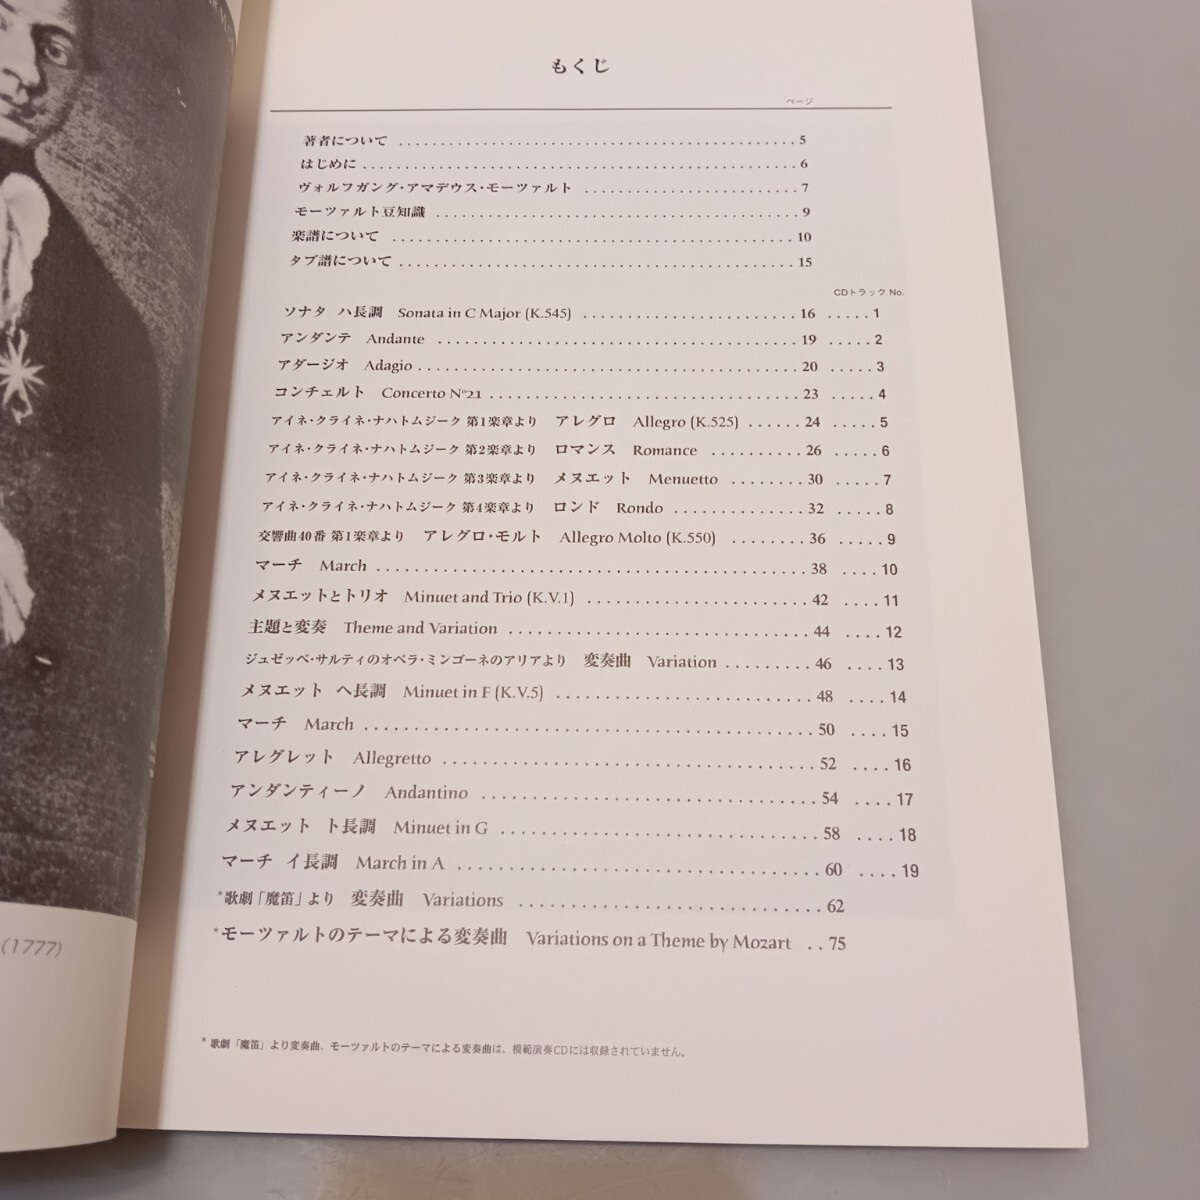 もくじ
ページ
著者について 5
はじめに 6
ヴォルフガング・アマデウス・モーツァルト 7
モーツァルト豆知識 9
楽譜について 10
タブ譜について 15
CDトラック No.
ソナタ ハ長調 Sonata in C Major (K.545) 16 1
アンダンテ Andante 19 2
アダージオ Adagio 20 3
コンチェルト Concerto Nº21 23 4
アイネ・クライネ・ナハトムジーク 第1楽章より アレグロ Allegro (K.525) 24 5
アイネ・クライネ・ナハトムジーク 第2楽章より ロマンス Romance 26 6
アイネ・クライネ・ナハトムジーク 第3楽章より メヌエット Menuetto 30 7
アイネ・クライネ・ナハトムジーク 第4楽章より ロンド Rondo 32 8
交響曲40番 第1楽章より アレグロ・モルト Allegro Molto (K.550) 36 9
マーチ March 38 10
メヌエットとトリオ Minuet and Trio (K.V.1) 42 11
主題と変奏 Theme and Variation 44 12
ジュゼッペ・サルティのオペラ・ミンゴーネのアリアより 変奏曲 Variation 46 13
メヌエット ヘ長調 Minuet in F (K.V.5) 48 14
マーチ March 50 15
アレグレット Allegretto 52 16
アンダンティーノ Andantino 54 17
メヌエット ト長調 Minuet in G 58 18
マーチ イ長調 March in A 60 19
*歌劇「魔笛」より 変奏曲 Variations 62
*モーツァルトのテーマによる変奏曲 Variations on a Theme by Mozart 75
* 歌劇「魔笛」より変奏曲、モーツァルトのテーマによる変奏曲は、模範演奏CDには収録されていません。
(1777)